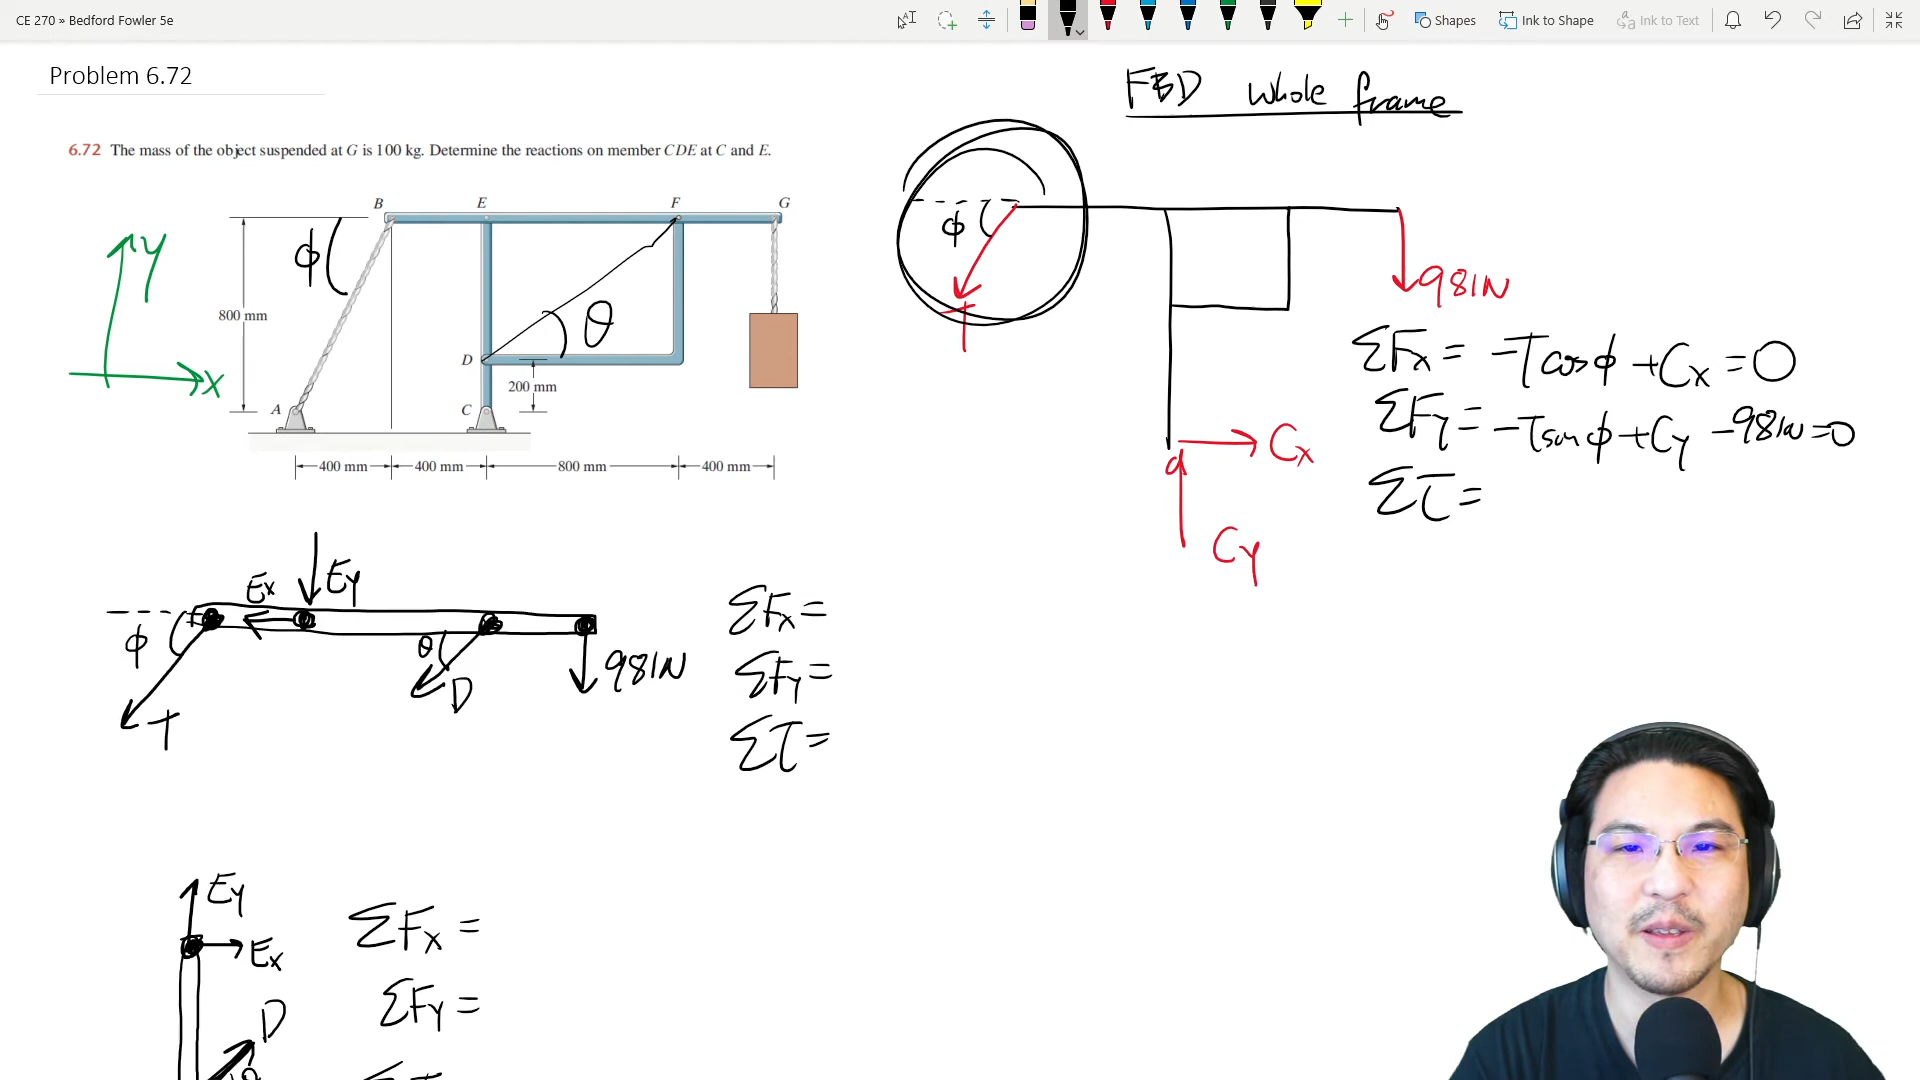 CE 270 » Bedford Fowler 5e
Shapes
Ink to Shape
Ink to Text
Problem 6.72
6.72 The mass of the object suspended at G is 100 kg. Determine the reactions on member CDE at C and E.
B
E
F
G
ϕ
y
x
800 mm
θ
D
200 mm
A
C
400 mm
400 mm
800 mm
400 mm
FBD Whole frame
ϕ
T
981N
Cx
Cy
ΣFx = -Tcosϕ + Cx = 0
ΣFy = -Tsinϕ + Cy - 981N = 0
Στ =
Ex
Ey
ϕ
T
θ
D
981N
ΣFx =
ΣFy =
Στ =
Ey
Ex
D
θ
ΣFx =
ΣFy =